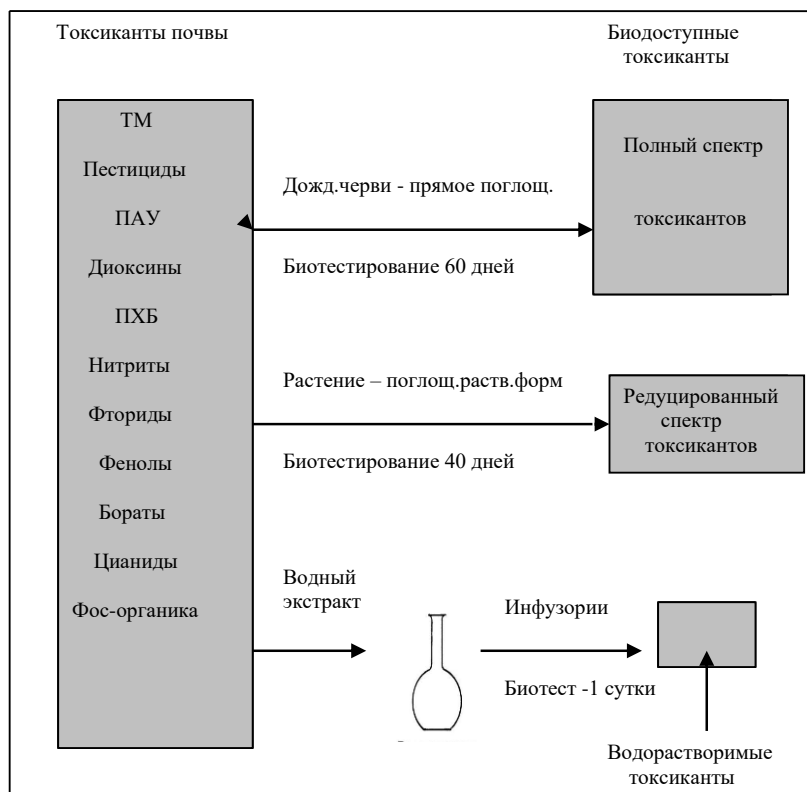 Токсиканты почвы
Биодоступные
токсиканты
ТМ
Пестициды
ПАУ
Диоксины
ПХБ
Нитриты
Фториды
Фенолы
Бораты
Цианиды
Фос-органика
Дожд.черви - прямое поглощ.
Биотестирование 60 дней
Полный спектр
токсикантов
Растение – поглощ.раств.форм
Биотестирование 40 дней
Редуцированный
спектр
токсикантов
Водный
экстракт
Инфузории
Биотест -1 сутки
Водорастворимые
токсиканты